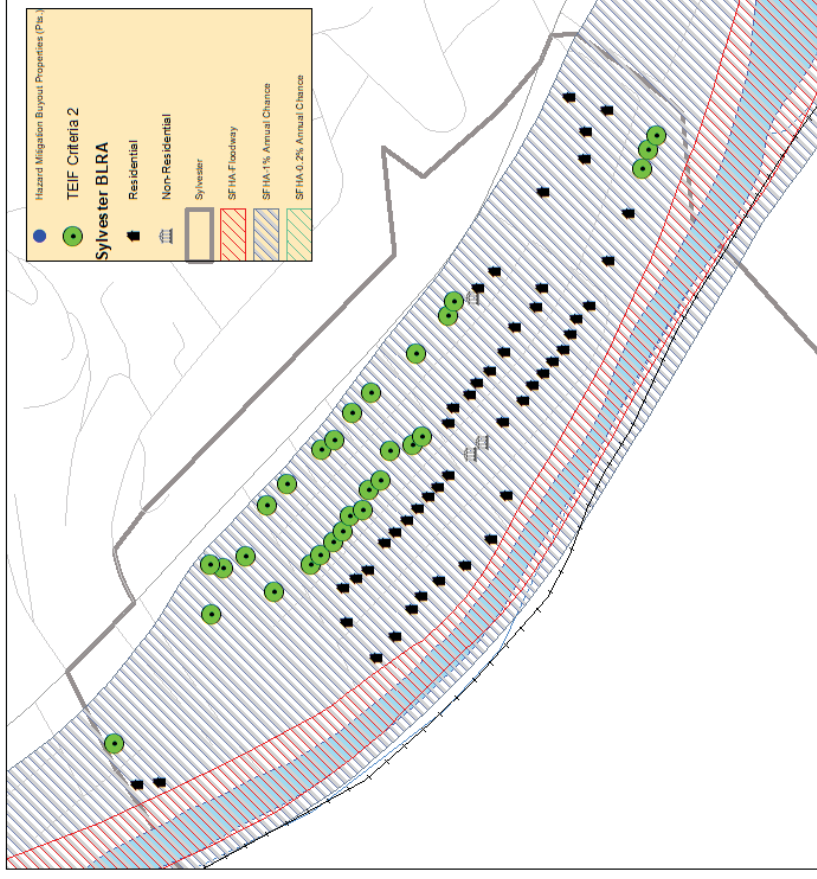 Hazard Mitigation Buyout Properties (Pts.)
TEIF Criteria 2
Sylvester BLRA
Residential
Non-Residential
Sylvester
SFHA-Floodway
SFHA-1% Annual Chance
SFHA-0.2% Annual Chance